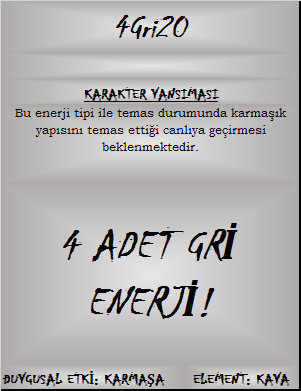 4Gri20
KARAKTER YANSIMASI
Bu enerji tipi ile temas durumunda karmaşık
yapısını temas ettiği canlıya geçirmesi
beklenmektedir.
4 ADET GRİ
ENERJİ!
DUYGUSAL ETKİ: KARMAŞA ELEMENT: KAYA